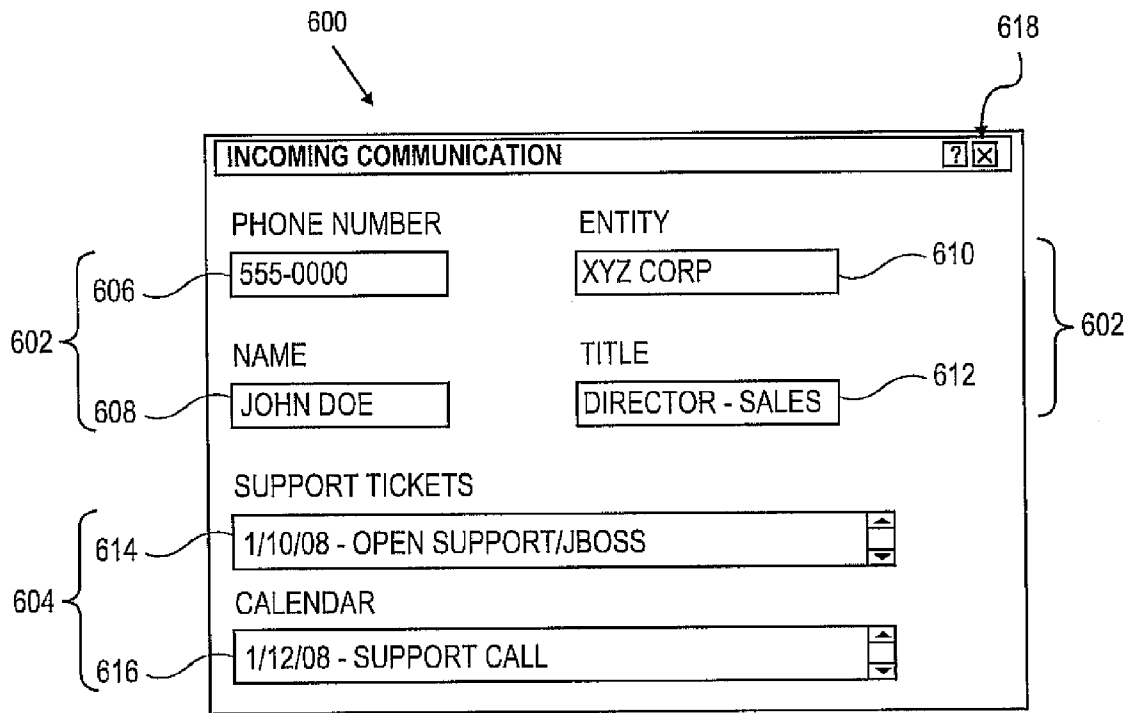 600
618
INCOMING COMMUNICATION ? X
PHONE NUMBER ENTITY
606 555-0000 XYZ CORP 610
602 602
NAME TITLE
608 JOHN DOE DIRECTOR - SALES 612
SUPPORT TICKETS
614 1/10/08 - OPEN SUPPORT/JBOSS
604
CALENDAR
616 1/12/08 - SUPPORT CALL